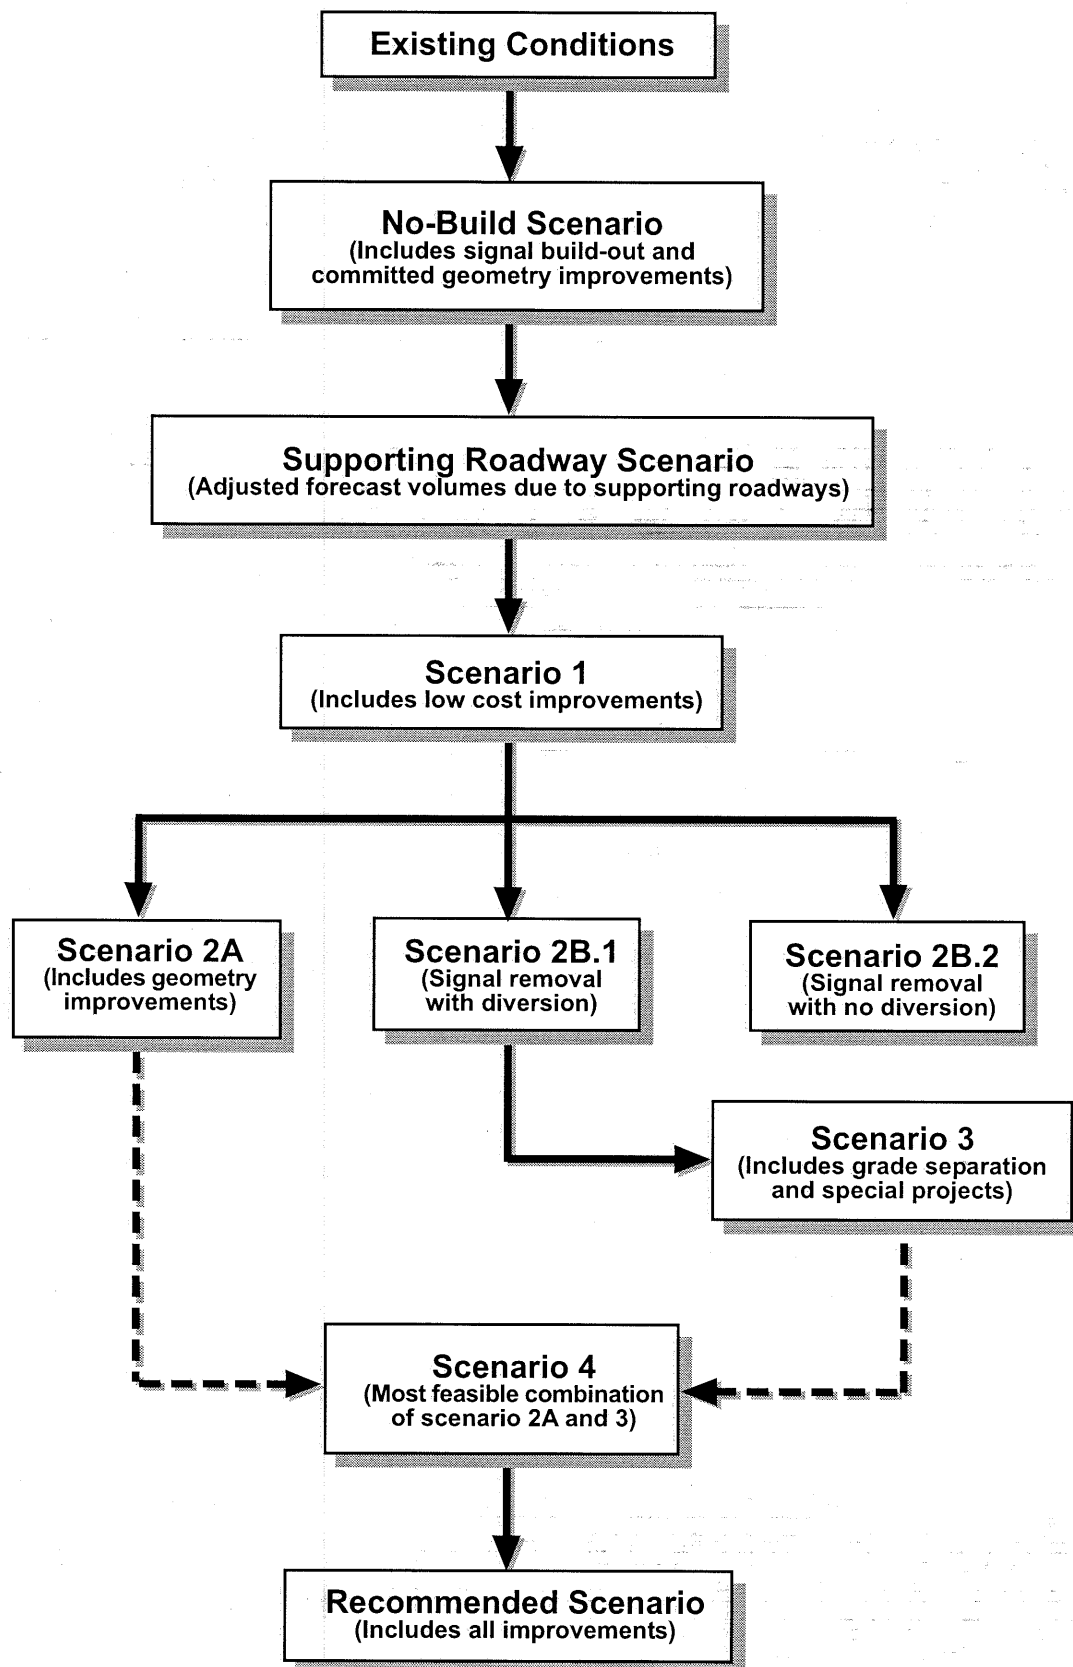 Existing Conditions
No-Build Scenario
(Includes signal build-out and
committed geometry improvements)
Supporting Roadway Scenario
(Adjusted forecast volumes due to supporting roadways)
Scenario 1
(Includes low cost improvements)
Scenario 2A
(Includes geometry
improvements)
Scenario 2B.1
(Signal removal
with diversion)
Scenario 2B.2
(Signal removal
with no diversion)
Scenario 3
(Includes grade separation
and special projects)
Scenario 4
(Most feasible combination
of scenario 2A and 3)
Recommended Scenario
(Includes all improvements)